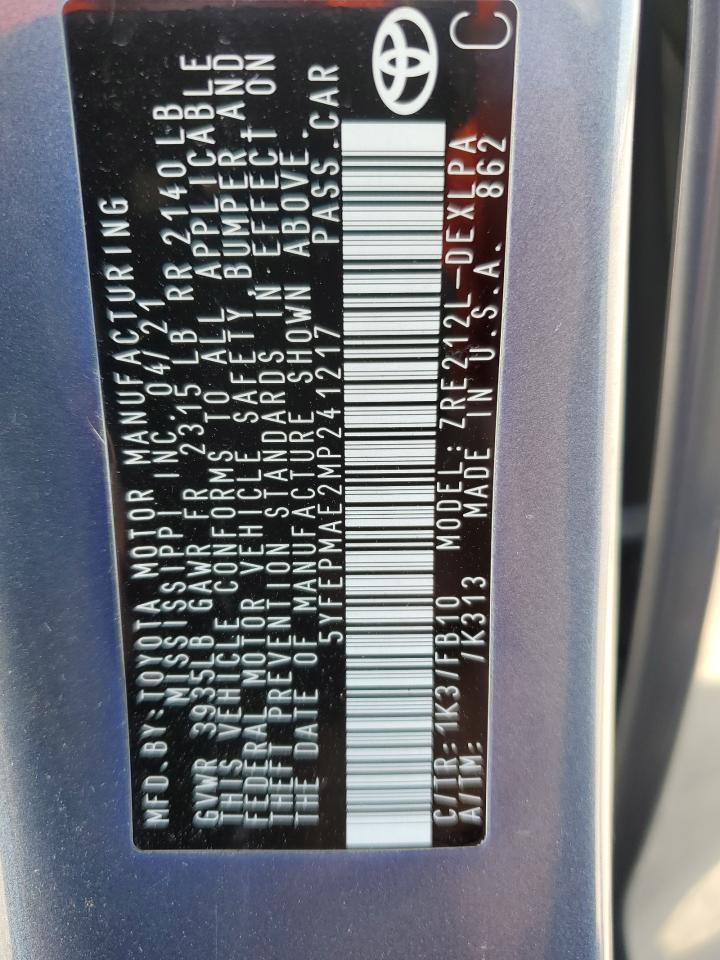 MFD. BY: TOYOTA MOTOR MANUFACTURING
MISSISSIPPI INC. 04/21
GVWR 3935LB GAWR FR 2315 LB RR 2140 LB
THIS VEHICLE CONFORMS TO ALL APPLICABLE
FEDERAL MOTOR VEHICLE SAFETY, BUMPER, AND
THEFT PREVENTION STANDARDS IN EFFECT ON
THE DATE OF MANUFACTURE SHOWN ABOVE.
5YFEPMAE2MP241217 PASS. CAR
C/TR: 1K3/FB10 MODEL: ZRE212L-DEXLPA
A/TM: /K313 MADE IN U.S.A. 862
C